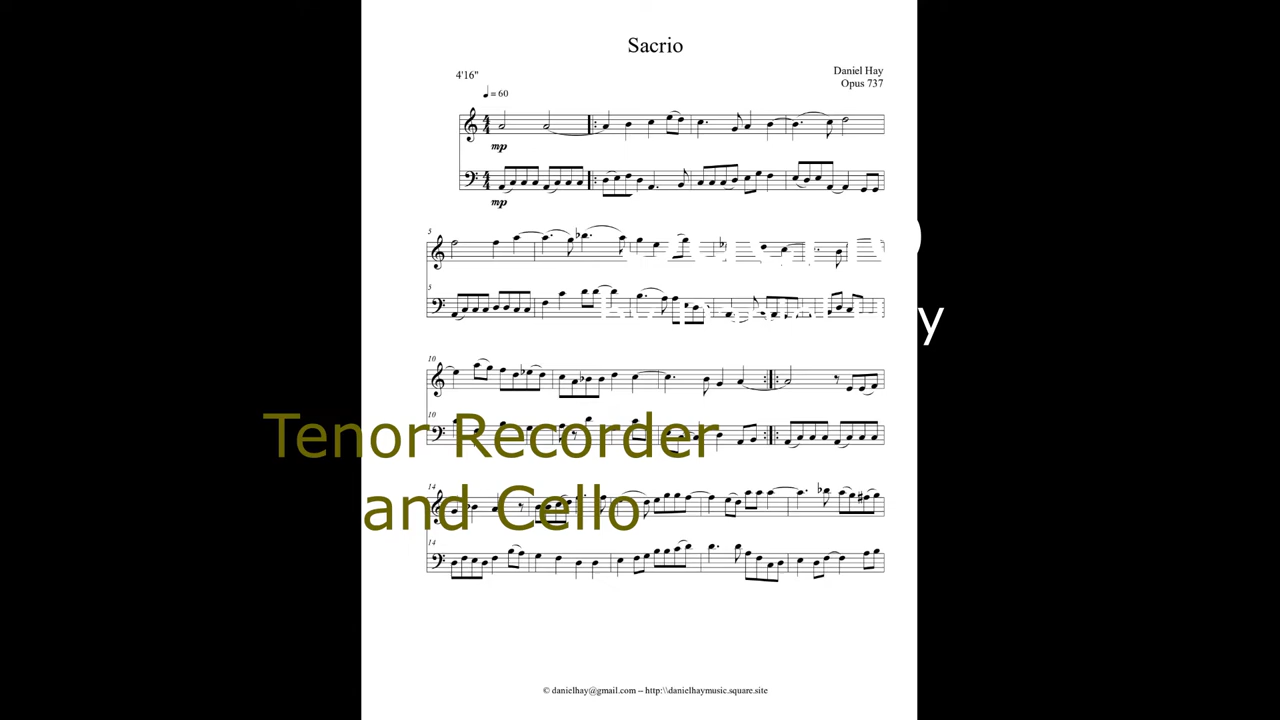 Sacrio
4'16"
Daniel Hay
Opus 737
= 60
mp
mp
5
5
y
10
10
Tenor Recorder
and Cello
14
14
© danielhay@gmail.com – http:\\danielhaymusic.square.site